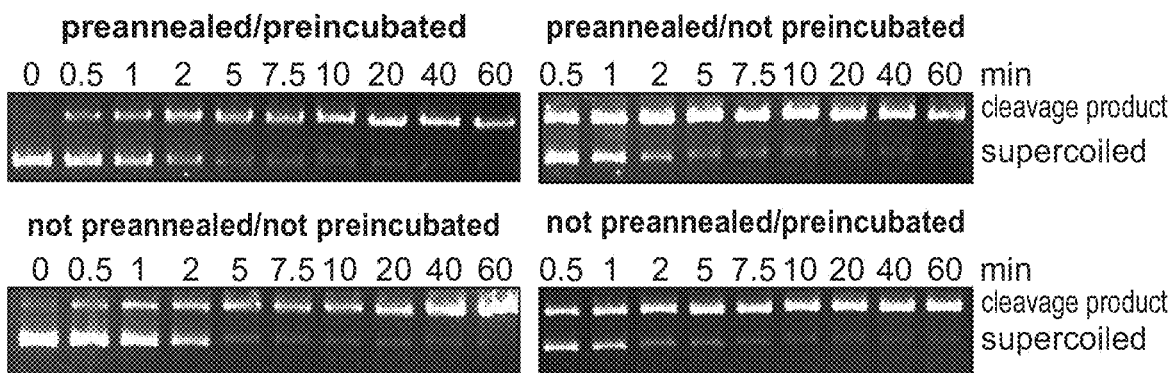 preannealed/preincubated
preannealed/not preincubated
0 0.5 1 2 5 7.5 10 20 40 60
0.5 1 2 5 7.5 10 20 40 60 min
cleavage product
supercoiled
not preannealed/not preincubated
not preannealed/preincubated
0 0.5 1 2 5 7.5 10 20 40 60
0.5 1 2 5 7.5 10 20 40 60 min
cleavage product
supercoiled